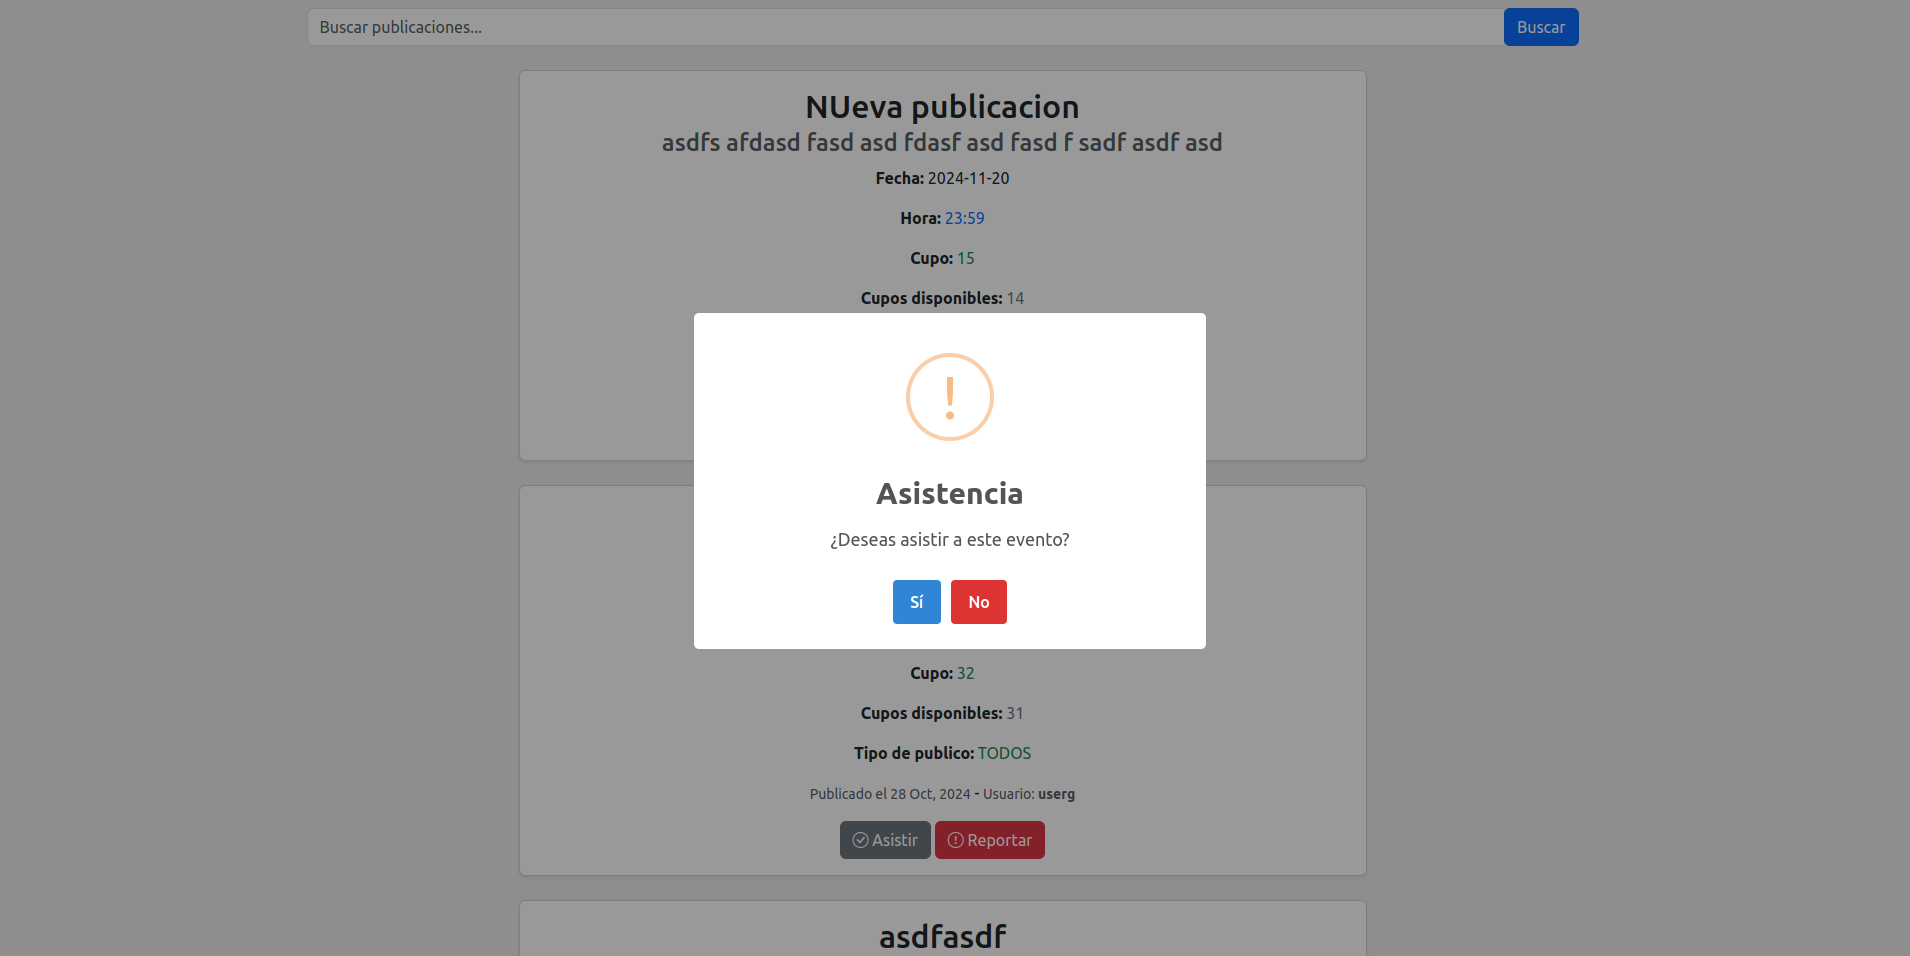 Buscar publicaciones...
Buscar
NUeva publicacion
asdfs afdasd fasd asd fdasf asd fasd f sadf asdf asd
Fecha: 2024-11-20
Hora: 23:59
Cupo: 15
Cupos disponibles: 14
!
Asistencia
¿Deseas asistir a este evento?
Sí No
Cupo: 32
Cupos disponibles: 31
Tipo de publico: TODOS
Publicado el 28 Oct, 2024 - Usuario: userg
Asistir Reportar
asdfasdf